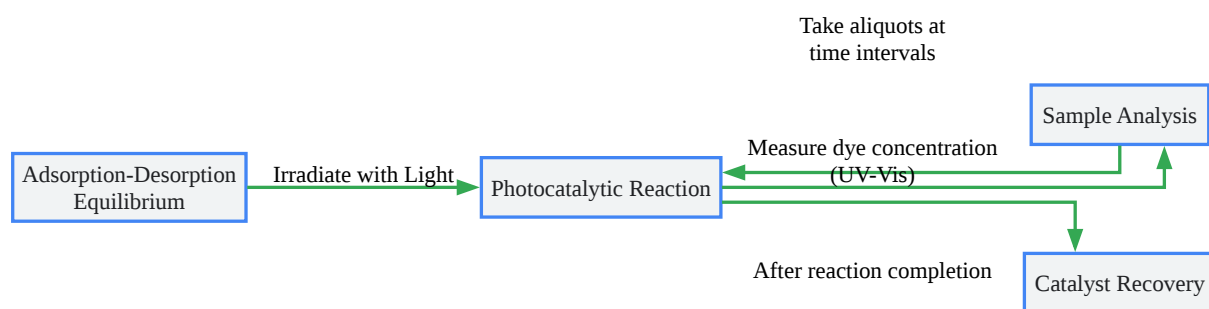 Take aliquots at
time intervals
Sample Analysis
Measure dye concentration
(UV-Vis)
Adsorption-Desorption
Equilibrium
Irradiate with Light
Photocatalytic Reaction
After reaction completion
Catalyst Recovery